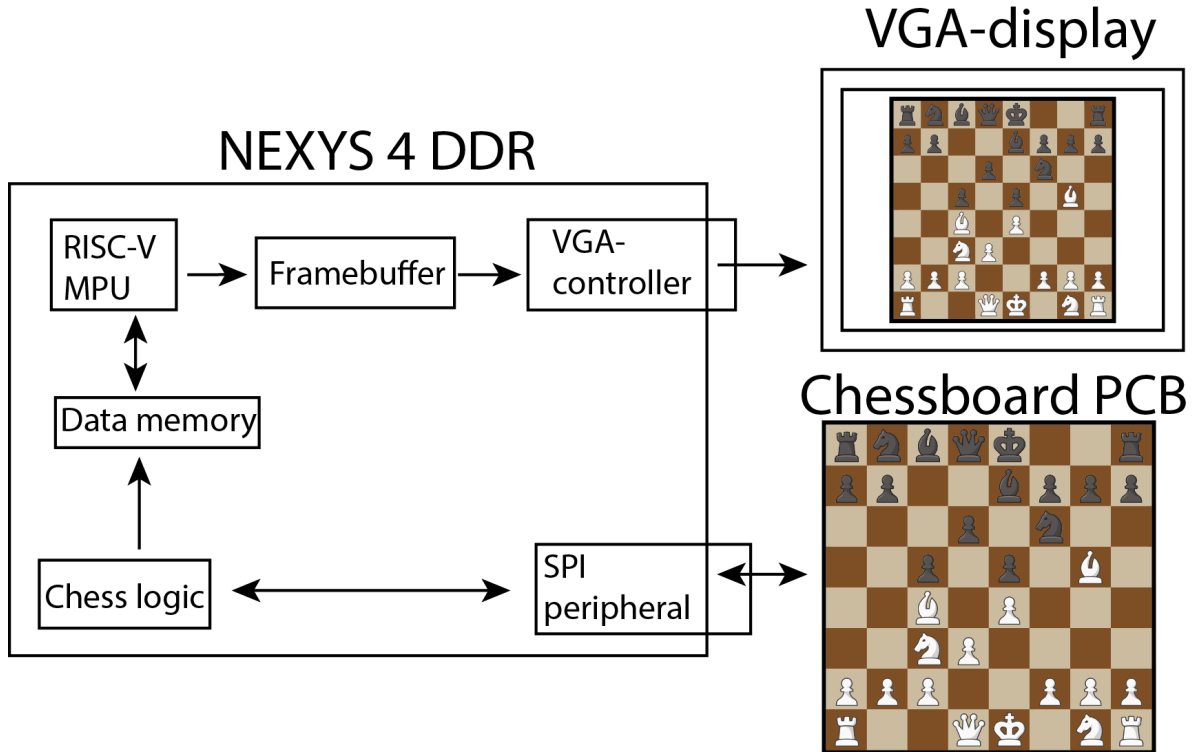 VGA-display
NEXYS 4 DDR
RISC-V
MPU
Framebuffer
VGA-
controller
Data memory
Chessboard PCB
Chess logic
SPI
peripheral